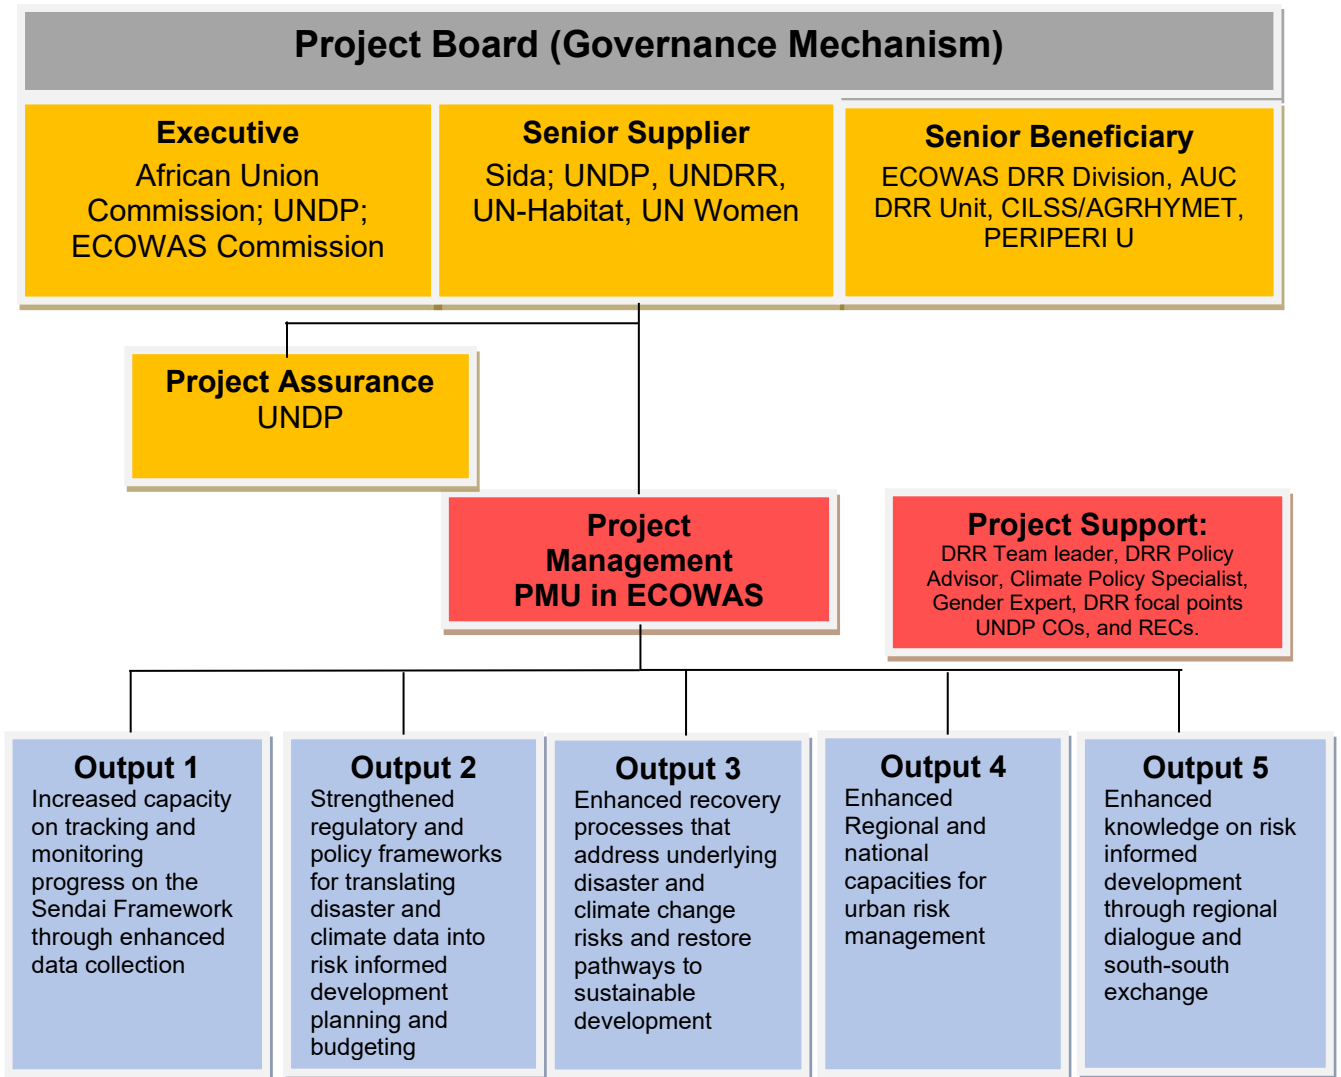 Project Board (Governance Mechanism)
Executive
African Union
Commission; UNDP;
ECOWAS Commission
Senior Supplier
Sida; UNDP, UNDRR,
UN-Habitat, UN Women
Senior Beneficiary
ECOWAS DRR Division, AUC
DRR Unit, CILSS/AGRHYMET,
PERIPERI U
Project Assurance
UNDP
Project
Management
PMU in ECOWAS
Project Support:
DRR Team leader, DRR Policy
Advisor, Climate Policy Specialist,
Gender Expert, DRR focal points
UNDP COs, and RECs.
Output 1
Increased capacity
on tracking and
monitoring
progress on the
Sendai Framework
through enhanced
data collection
Output 2
Strengthened
regulatory and
policy frameworks
for translating
disaster and
climate data into
risk informed
development
planning and
budgeting
Output 3
Enhanced recovery
processes that
address underlying
disaster and
climate change
risks and restore
pathways to
sustainable
development
Output 4
Enhanced
Regional and
national
capacities for
urban risk
management
Output 5
Enhanced
knowledge on risk
informed
development
through regional
dialogue and
south-south
exchange